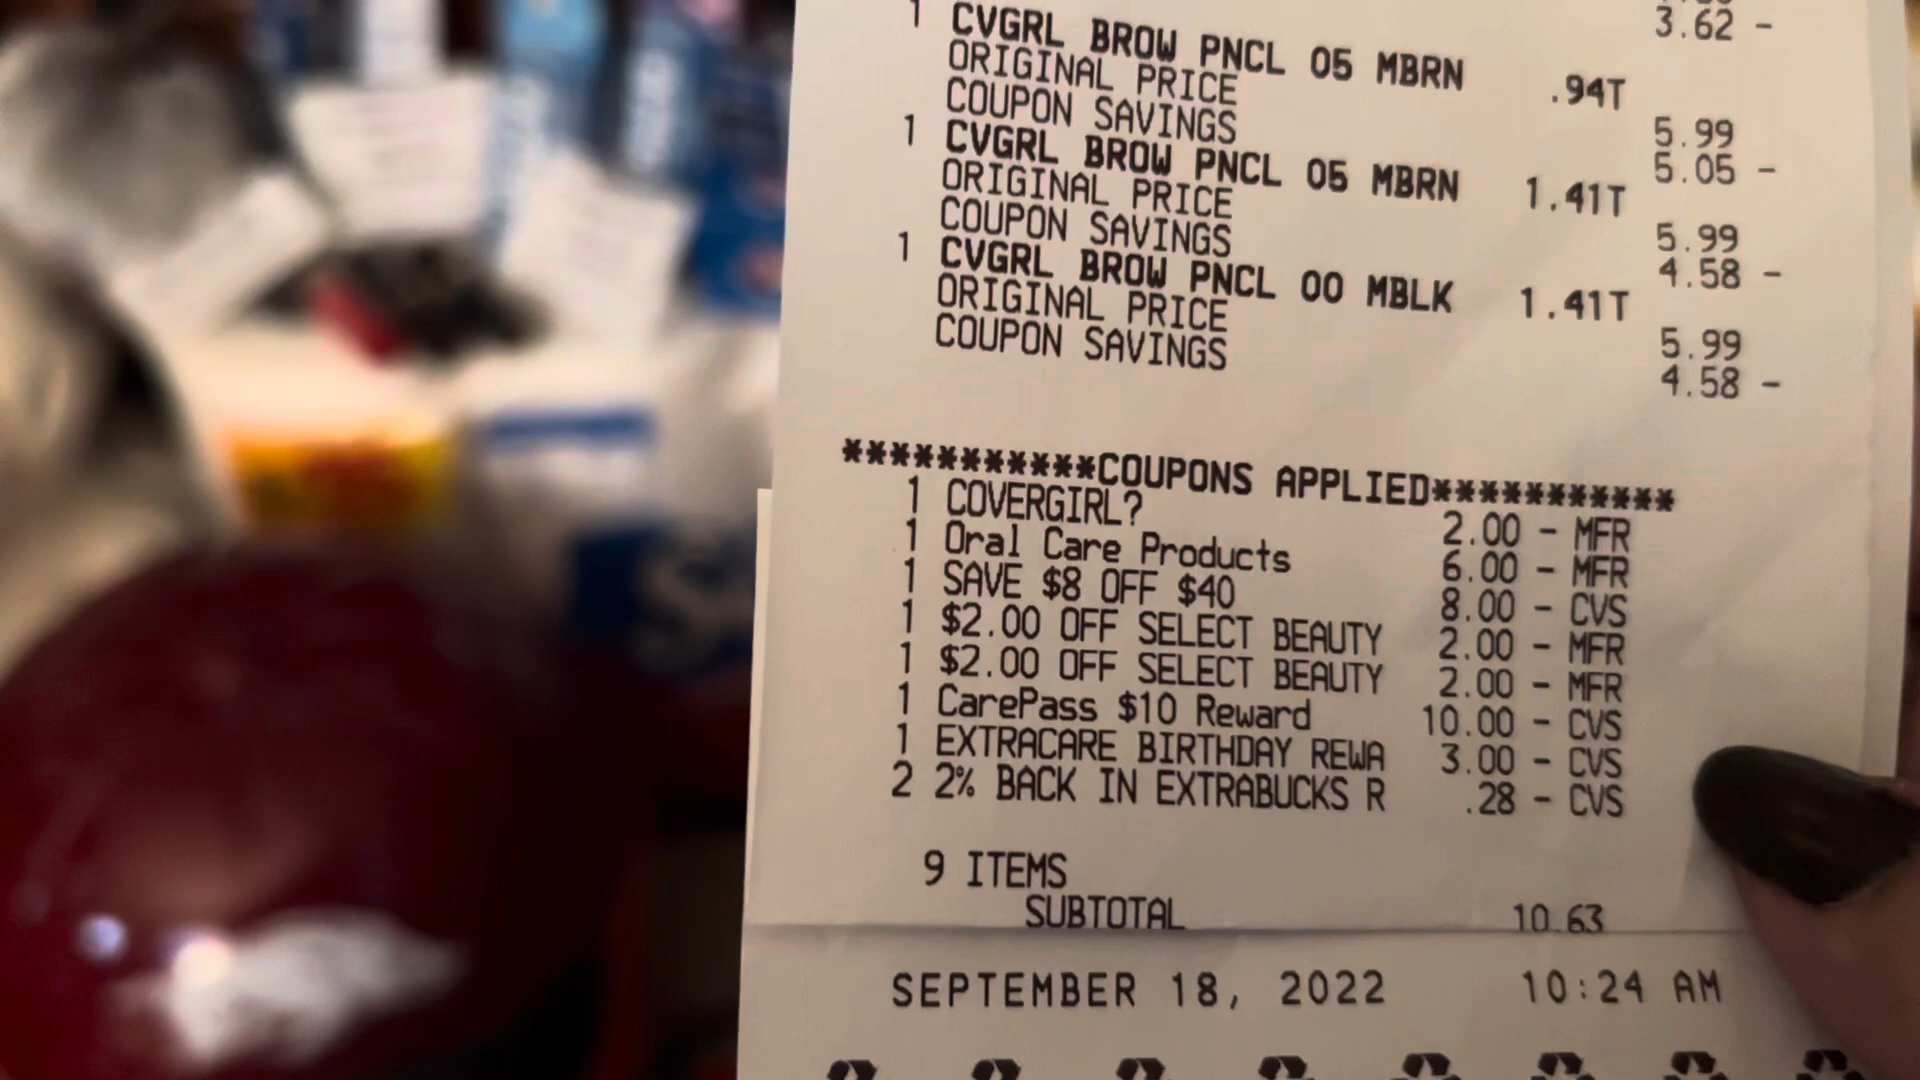 3.62 -
1 CVGRL BROW PNCL 05 MBRN .94T
ORIGINAL PRICE 5.99
COUPON SAVINGS 5.05 -
1 CVGRL BROW PNCL 05 MBRN 1.41T
ORIGINAL PRICE 5.99
COUPON SAVINGS 4.58 -
1 CVGRL BROW PNCL 00 MBLK 1.41T
ORIGINAL PRICE 5.99
COUPON SAVINGS 4.58 -
***********COUPONS APPLIED***********
1 COVERGIRL? 2.00 - MFR
1 Oral Care Products 6.00 - MFR
1 SAVE $8 OFF $40 8.00 - CVS
1 $2.00 OFF SELECT BEAUTY 2.00 - MFR
1 $2.00 OFF SELECT BEAUTY 2.00 - MFR
1 CarePass $10 Reward 10.00 - CVS
1 EXTRACARE BIRTHDAY REWA 3.00 - CVS
2 2% BACK IN EXTRABUCKS R .28 - CVS
9 ITEMS
SUBTOTAL 10.63
SEPTEMBER 18, 2022 10:24 AM